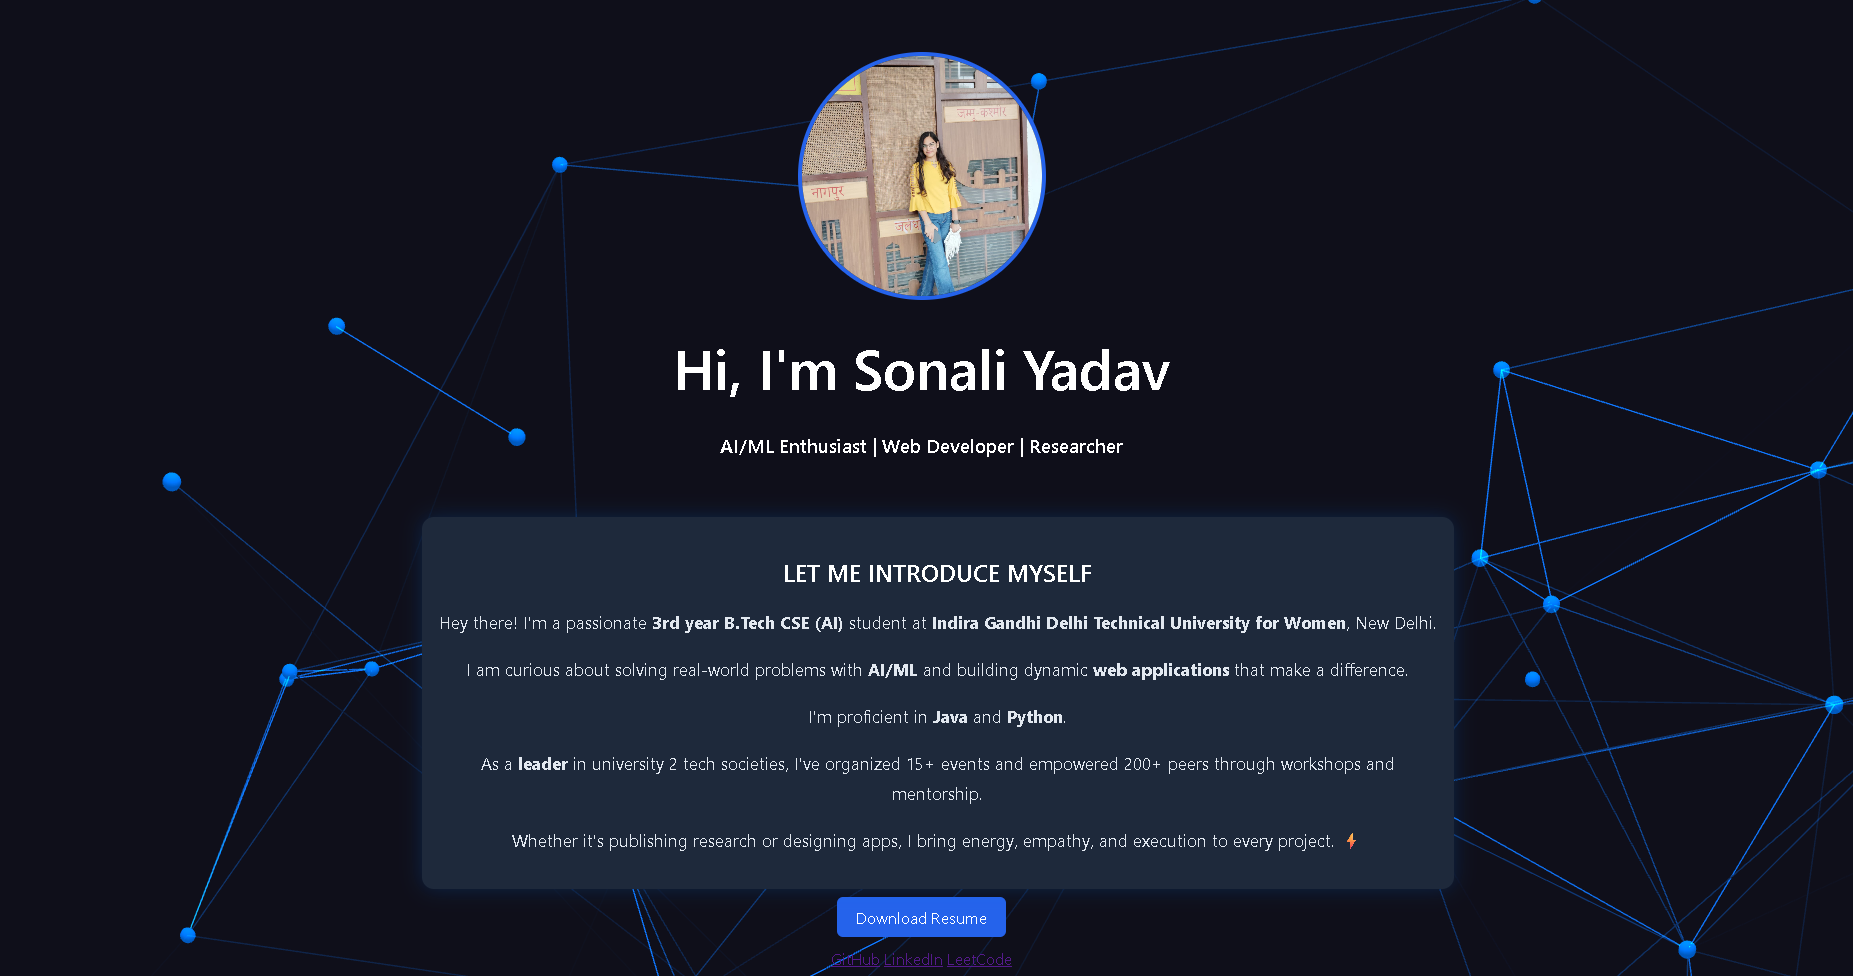 जम्मू-कश्मीर
नागपुर
Hi, I'm Sonali Yadav
AI/ML Enthusiast | Web Developer | Researcher
LET ME INTRODUCE MYSELF
Hey there! I'm a passionate 3rd year B.Tech CSE (AI) student at Indira Gandhi Delhi Technical University for Women, New Delhi.
I am curious about solving real-world problems with AI/ML and building dynamic web applications that make a difference.
I'm proficient in Java and Python.
As a leader in university 2 tech societies, I've organized 15+ events and empowered 200+ peers through workshops and
mentorship.
Whether it's publishing research or designing apps, I bring energy, empathy, and execution to every project. ⚡
Download Resume
GitHub LinkedIn LeetCode